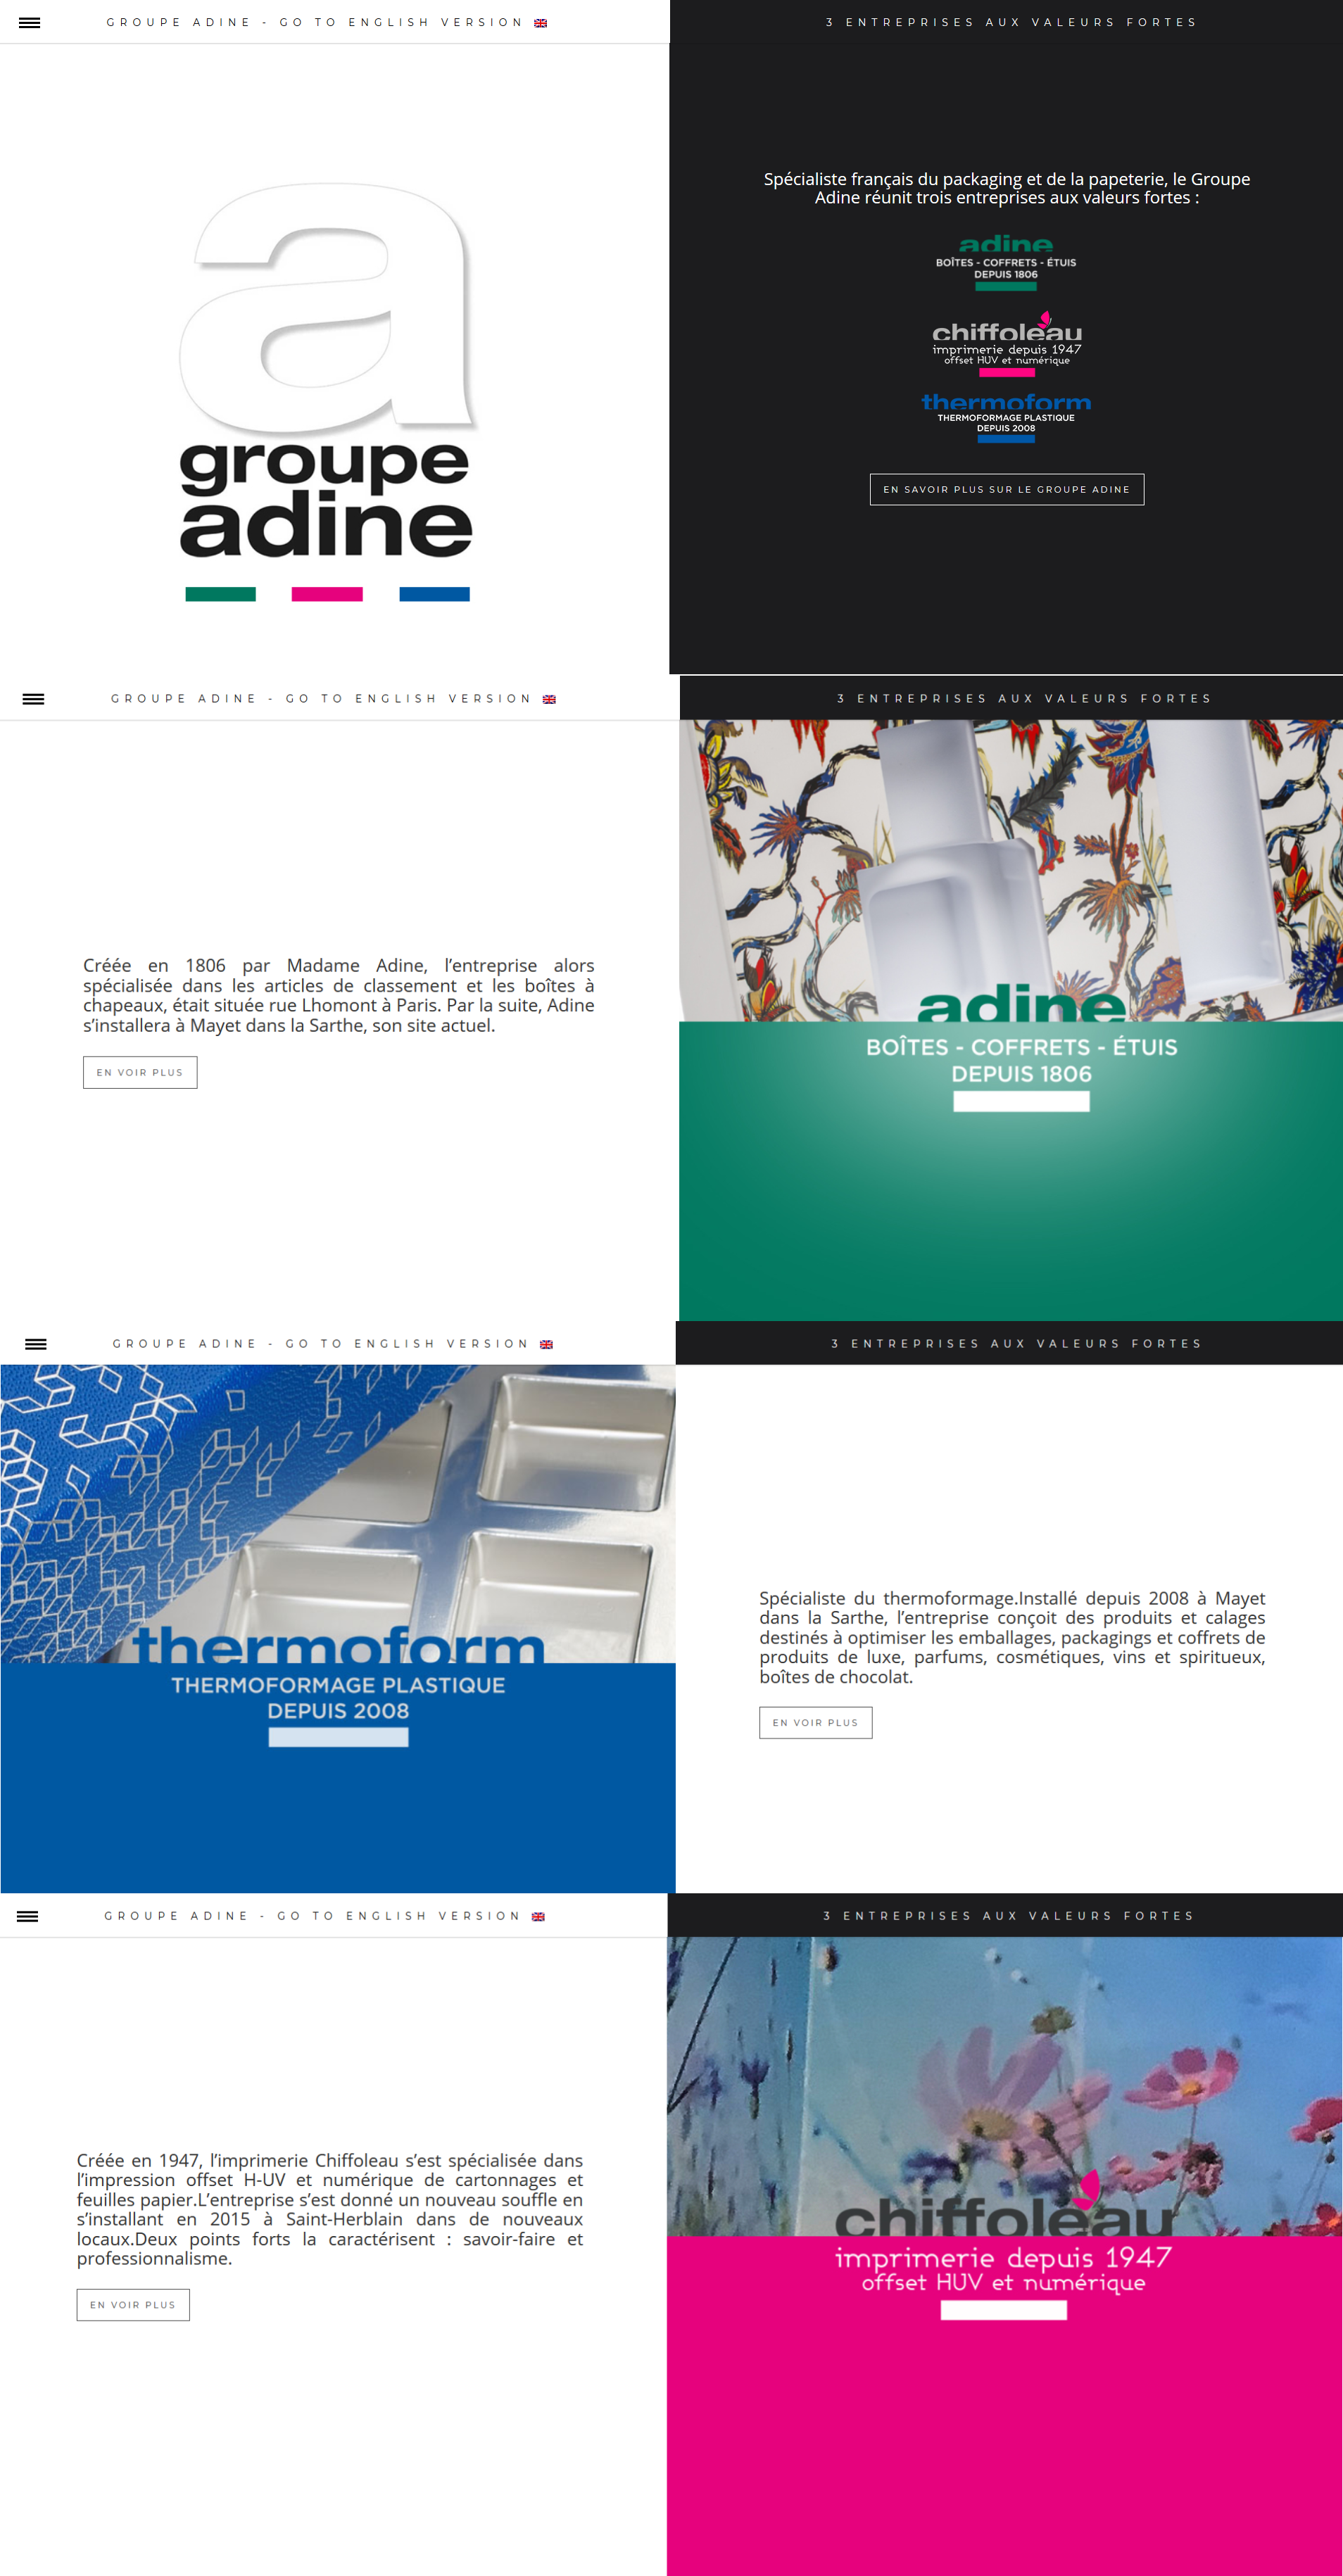 GROUPE ADINE - GO TO ENGLISH VERSION
3 ENTREPRISES AUX VALEURS FORTES
a
groupe
adine
Spécialiste français du packaging et de la papeterie, le Groupe
Adine réunit trois entreprises aux valeurs fortes :
adine
BOÎTES - COFFRETS - ÉTUIS
DEPUIS 1806
chiffoleau
imprimerie depuis 1947
offset HUV et numérique
thermoform
THERMOFORMAGE PLASTIQUE
DEPUIS 2008
EN SAVOIR PLUS SUR LE GROUPE ADINE
GROUPE ADINE - GO TO ENGLISH VERSION
3 ENTREPRISES AUX VALEURS FORTES
Créée en 1806 par Madame Adine, l’entreprise alors
spécialisée dans les articles de classement et les boîtes à
chapeaux, était située rue Lhomont à Paris. Par la suite, Adine
s’installera à Mayet dans la Sarthe, son site actuel.
EN VOIR PLUS
adine
BOÎTES - COFFRETS - ÉTUIS
DEPUIS 1806
GROUPE ADINE - GO TO ENGLISH VERSION
3 ENTREPRISES AUX VALEURS FORTES
thermoform
THERMOFORMAGE PLASTIQUE
DEPUIS 2008
Spécialiste du thermoformage.Installé depuis 2008 à Mayet
dans la Sarthe, l’entreprise conçoit des produits et calages
destinés à optimiser les emballages, packagings et coffrets de
produits de luxe, parfums, cosmétiques, vins et spiritueux,
boîtes de chocolat.
EN VOIR PLUS
GROUPE ADINE - GO TO ENGLISH VERSION
3 ENTREPRISES AUX VALEURS FORTES
Créée en 1947, l’imprimerie Chiffoleau s’est spécialisée dans
l’impression offset H-UV et numérique de cartonnages et
feuilles papier.L’entreprise s’est donné un nouveau souffle en
s’installant en 2015 à Saint-Herblain dans de nouveaux
locaux.Deux points forts la caractérisent : savoir-faire et
professionnalisme.
EN VOIR PLUS
chiffoleau
imprimerie depuis 1947
offset HUV et numérique